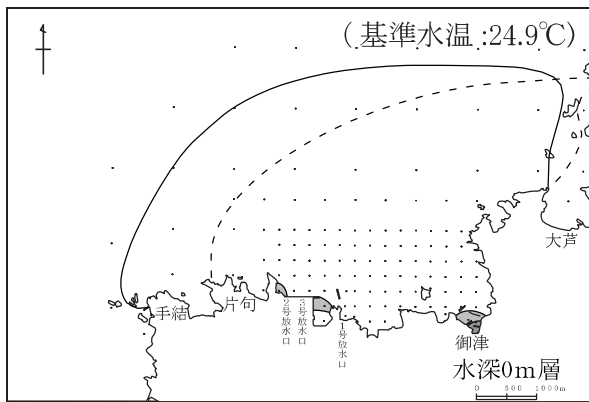 (基準水温:24.9℃)
大芦
手結
片句
2号放水口
3号放水口
1号放水口
御津
水深0m層
0 500 1000m